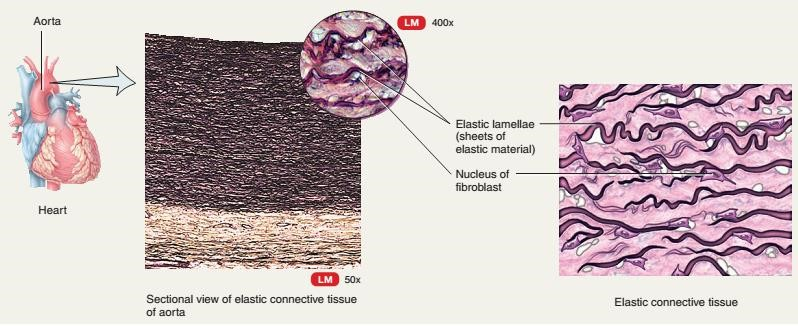 Aorta
LM 400x
Elastic lamellae
(sheets of
elastic material)
Nucleus of
fibroblast
Heart
LM 50x
Sectional view of elastic connective tissue
of aorta
Elastic connective tissue